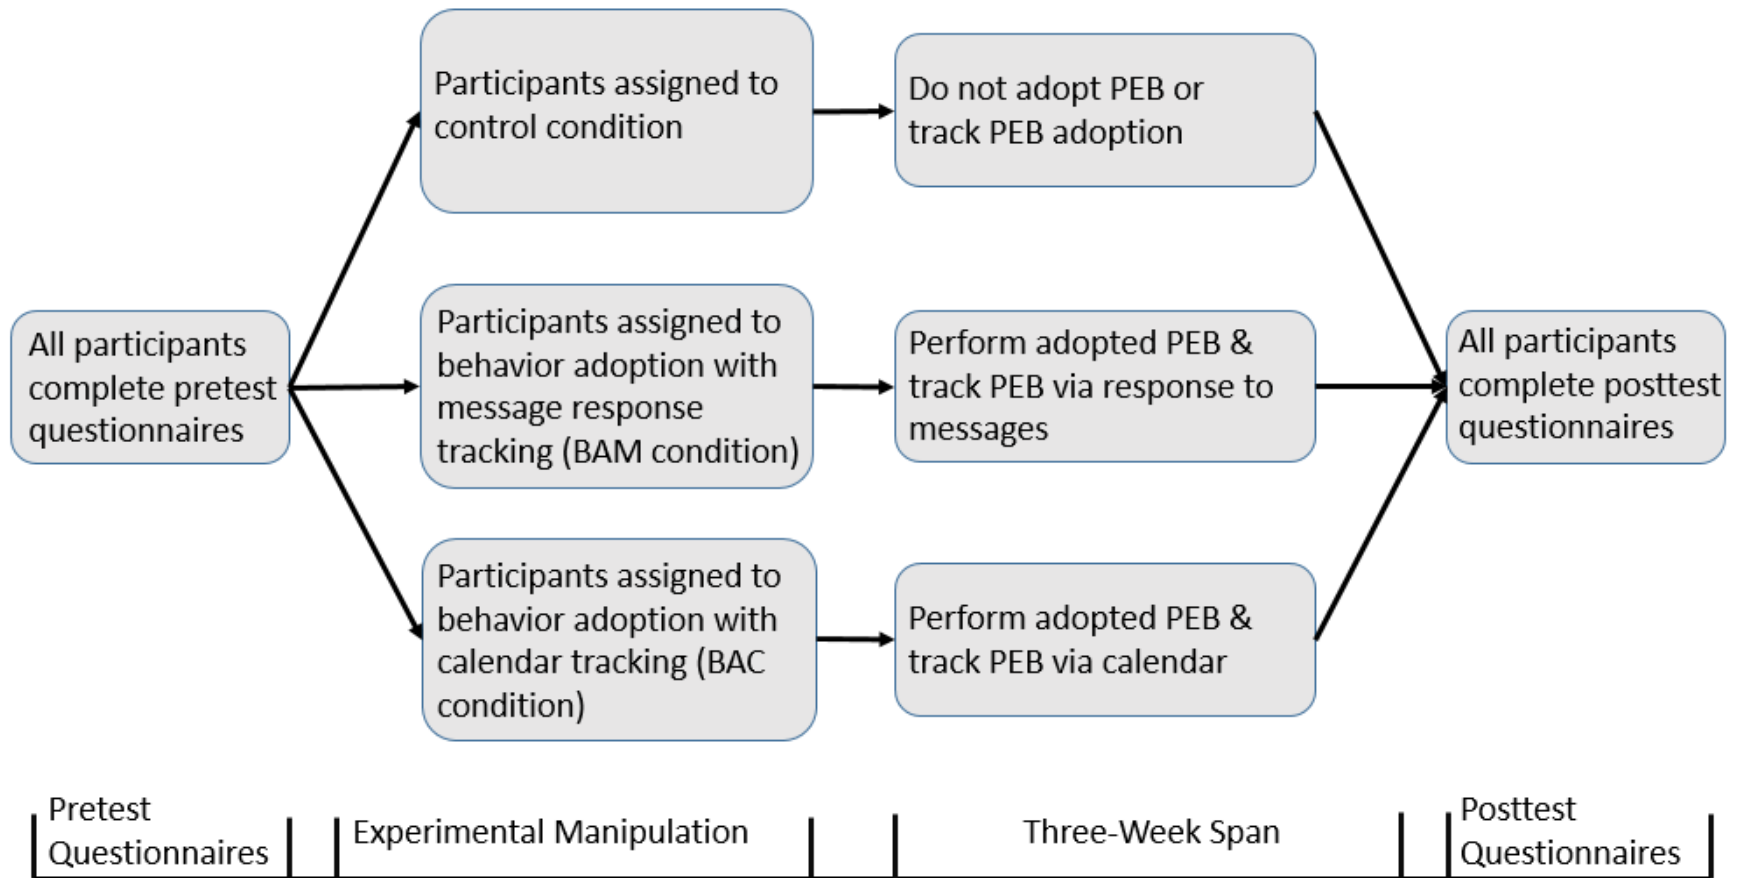 All participants
complete pretest
questionnaires
Participants assigned to
control condition
Do not adopt PEB or
track PEB adoption
Participants assigned to
behavior adoption with
message response
tracking (BAM condition)
Perform adopted PEB &
track PEB via response to
messages
Participants assigned to
behavior adoption with
calendar tracking (BAC
condition)
Perform adopted PEB &
track PEB via calendar
All participants
complete posttest
questionnaires
Pretest
Questionnaires
Experimental Manipulation
Three-Week Span
Posttest
Questionnaires